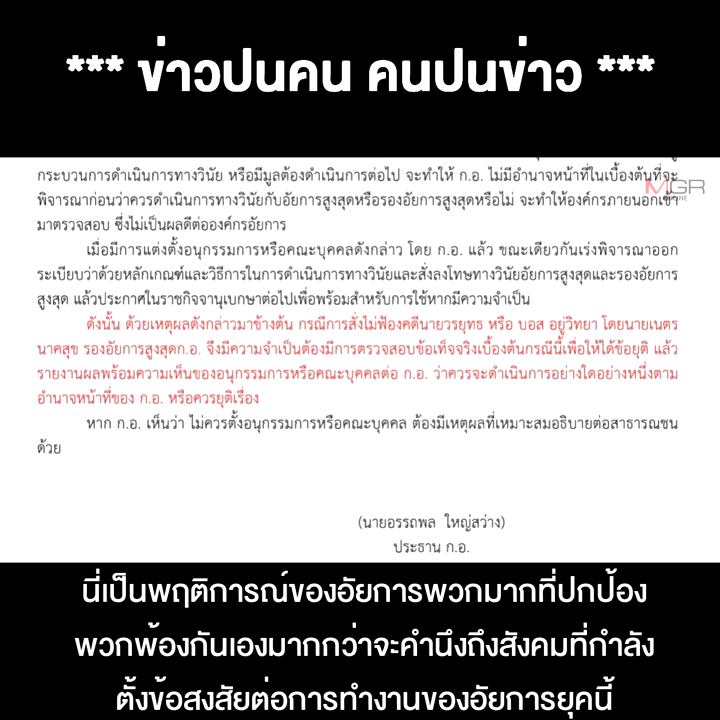 *** ข่าวปนคน คนปนข่าว ***
กระบวนการดำเนินการทางวินัย หรือมีมูลต้องดำเนินการต่อไป จะทำให้ ก.อ. ไม่มีอำนาจหน้าที่ในเบื้องต้นที่จะ
พิจารณาก่อนว่าควรดำเนินการทางวินัยกับอัยการสูงสุดหรือรองอัยการสูงสุดหรือไม่ จะทำให้องค์กรภายนอกเข้า
มาตรวจสอบ ซึ่งไม่เป็นผลดีต่อองค์กรอัยการ
MGR
ONLINE
เมื่อมีการแต่งตั้งอนุกรรมการหรือคณะบุคคลดังกล่าว โดย ก.อ. แล้ว ขณะเดียวกันเร่งพิจารณาออก
ระเบียบว่าด้วยหลักเกณฑ์และวิธีการในการดำเนินการทางวินัยและสั่งลงโทษทางวินัยอัยการสูงสุดและรองอัยการ
สูงสุด แล้วประกาศในราชกิจจานุเบกษาต่อไปเพื่อพร้อมสำหรับการใช้หากมีความจำเป็น
ดังนั้น ด้วยเหตุผลดังกล่าวมาข้างต้น กรณีการสั่งไม่ฟ้องคดีนายวรยุทธ หรือ บอส อยู่วิทยา โดยนายเนตร
นาคสุข รองอัยการสูงสุดก.อ. จึงมีความจำเป็นต้องมีการตรวจสอบข้อเท็จจริงเบื้องต้นกรณีนี้เพื่อให้ได้ข้อยุติ แล้ว
รายงานผลพร้อมความเห็นของอนุกรรมการหรือคณะบุคคลต่อ ก.อ. ว่าควรจะดำเนินการอย่างใดอย่างหนึ่งตาม
อำนาจหน้าที่ของ ก.อ. หรือควรยุติเรื่อง
หาก ก.อ. เห็นว่า ไม่ควรตั้งอนุกรรมการหรือคณะบุคคล ต้องมีเหตุผลที่เหมาะสมอธิบายต่อสาธารณชน
ด้วย
(นายอรรถพล ใหญ่สว่าง)
ประธาน ก.อ.
นี่เป็นพฤติการณ์ของอัยการพวกมากที่ปกป้อง
พวกพ้องกันเองมากกว่าจะคำนึงถึงสังคมที่กำลัง
ตั้งข้อสงสัยต่อการทำงานของอัยการยุคนี้